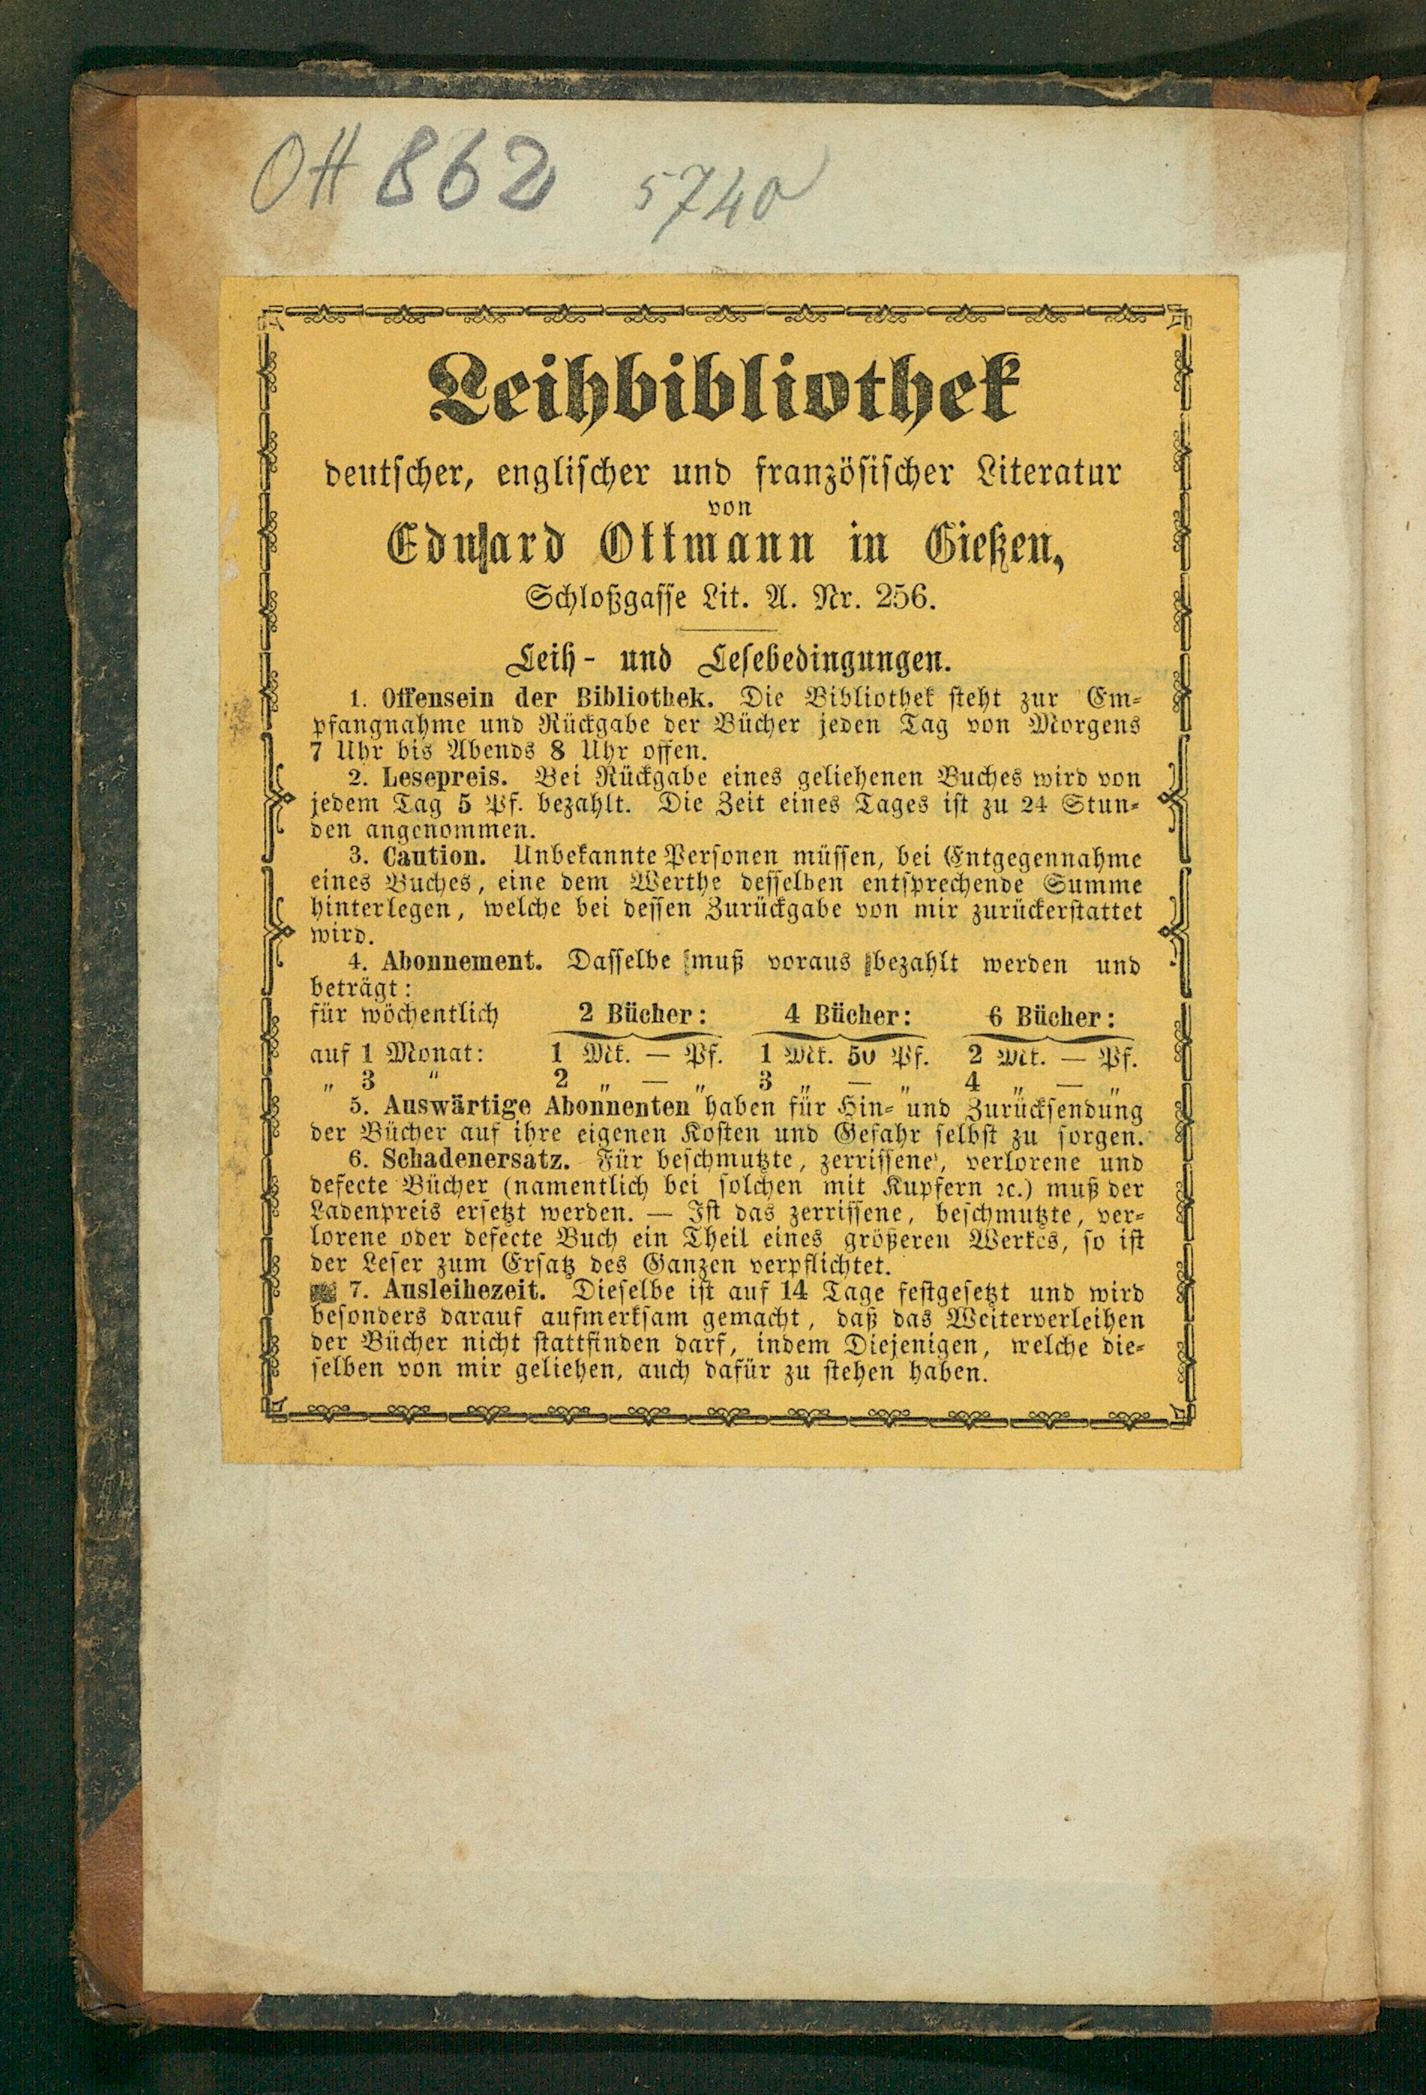 Ott 862 5740
Leihbibliothek
deutscher, englischer und französischer Literatur
von
Eduard Ottmann in Gießen,
Schloßgasse Lit. A. Nr. 256.
Leih- und Lesebedingungen.
1. Offensein der Bibliothek. Die Bibliothek steht zur Em-
pfangnahme und Rückgabe der Bücher jeden Tag von Morgens
7 Uhr bis Abends 8 Uhr offen.
2. Lesepreis. Bei Rückgabe eines geliehenen Buches wird von
jedem Tag 5 Pf. bezahlt. Die Zeit eines Tages ist zu 24 Stun-
den angenommen.
3. Caution. Unbekannte Personen müssen, bei Entgegennahme
eines Buches, eine dem Werthe desselben entsprechende Summe
hinterlegen, welche bei dessen Zurückgabe von mir zurückerstattet
wird.
4. Abonnement. Dasselbe muß voraus bezahlt werden und
beträgt:
für wöchentlich 2 Bücher: 4 Bücher: 6 Bücher:
auf 1 Monat: 1 Mk. — Pf. 1 Mk. 50 Pf. 2 Mk. — Pf.
„ 3 „ 2 „ — „ 3 „ — „ 4 „ — „
5. Auswärtige Abonnenten haben für Hin- und Zurücksendung
der Bücher auf ihre eigenen Kosten und Gefahr selbst zu sorgen.
6. Schadenersatz. Für beschmutzte, zerrissene, verlorene und
defecte Bücher (namentlich bei solchen mit Kupfern ꝛc.) muß der
Ladenpreis ersetzt werden. — Ist das zerrissene, beschmutzte, ver-
lorene oder defecte Buch ein Theil eines größeren Werkes, so ist
der Leser zum Ersatz des Ganzen verpflichtet.
7. Ausleihezeit. Dieselbe ist auf 14 Tage festgesetzt und wird
besonders darauf aufmerksam gemacht, daß das Weiterverleihen
der Bücher nicht stattfinden darf, indem Diejenigen, welche die-
selben von mir geliehen, auch dafür zu stehen haben.